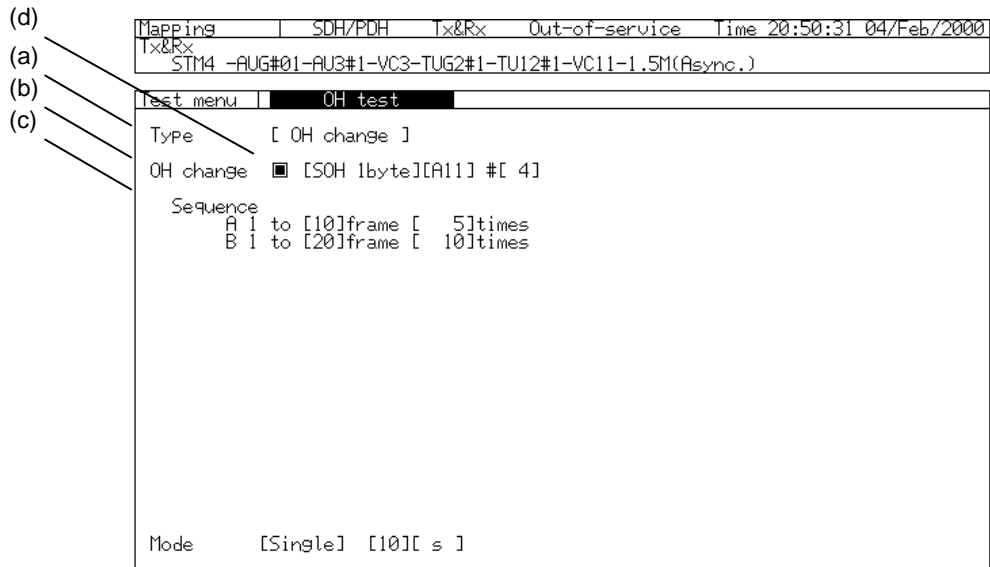 (d)
(a)
(b)
(c)
Mapping SDH/PDH Tx&Rx Out-of-service Time 20:50:31 04/Feb/2000
Tx&Rx
STM4 -AUG#01-AU3#1-VC3-TUG2#1-TU12#1-VC11-1.5M(Async.)
Test menu OH test
Type [ OH change ]
OH change ■ [SOH 1byte][A11] #[ 4]
Sequence
A 1 to [10]frame [ 5]times
B 1 to [20]frame [ 10]times
Mode [Single] [10][ s ]